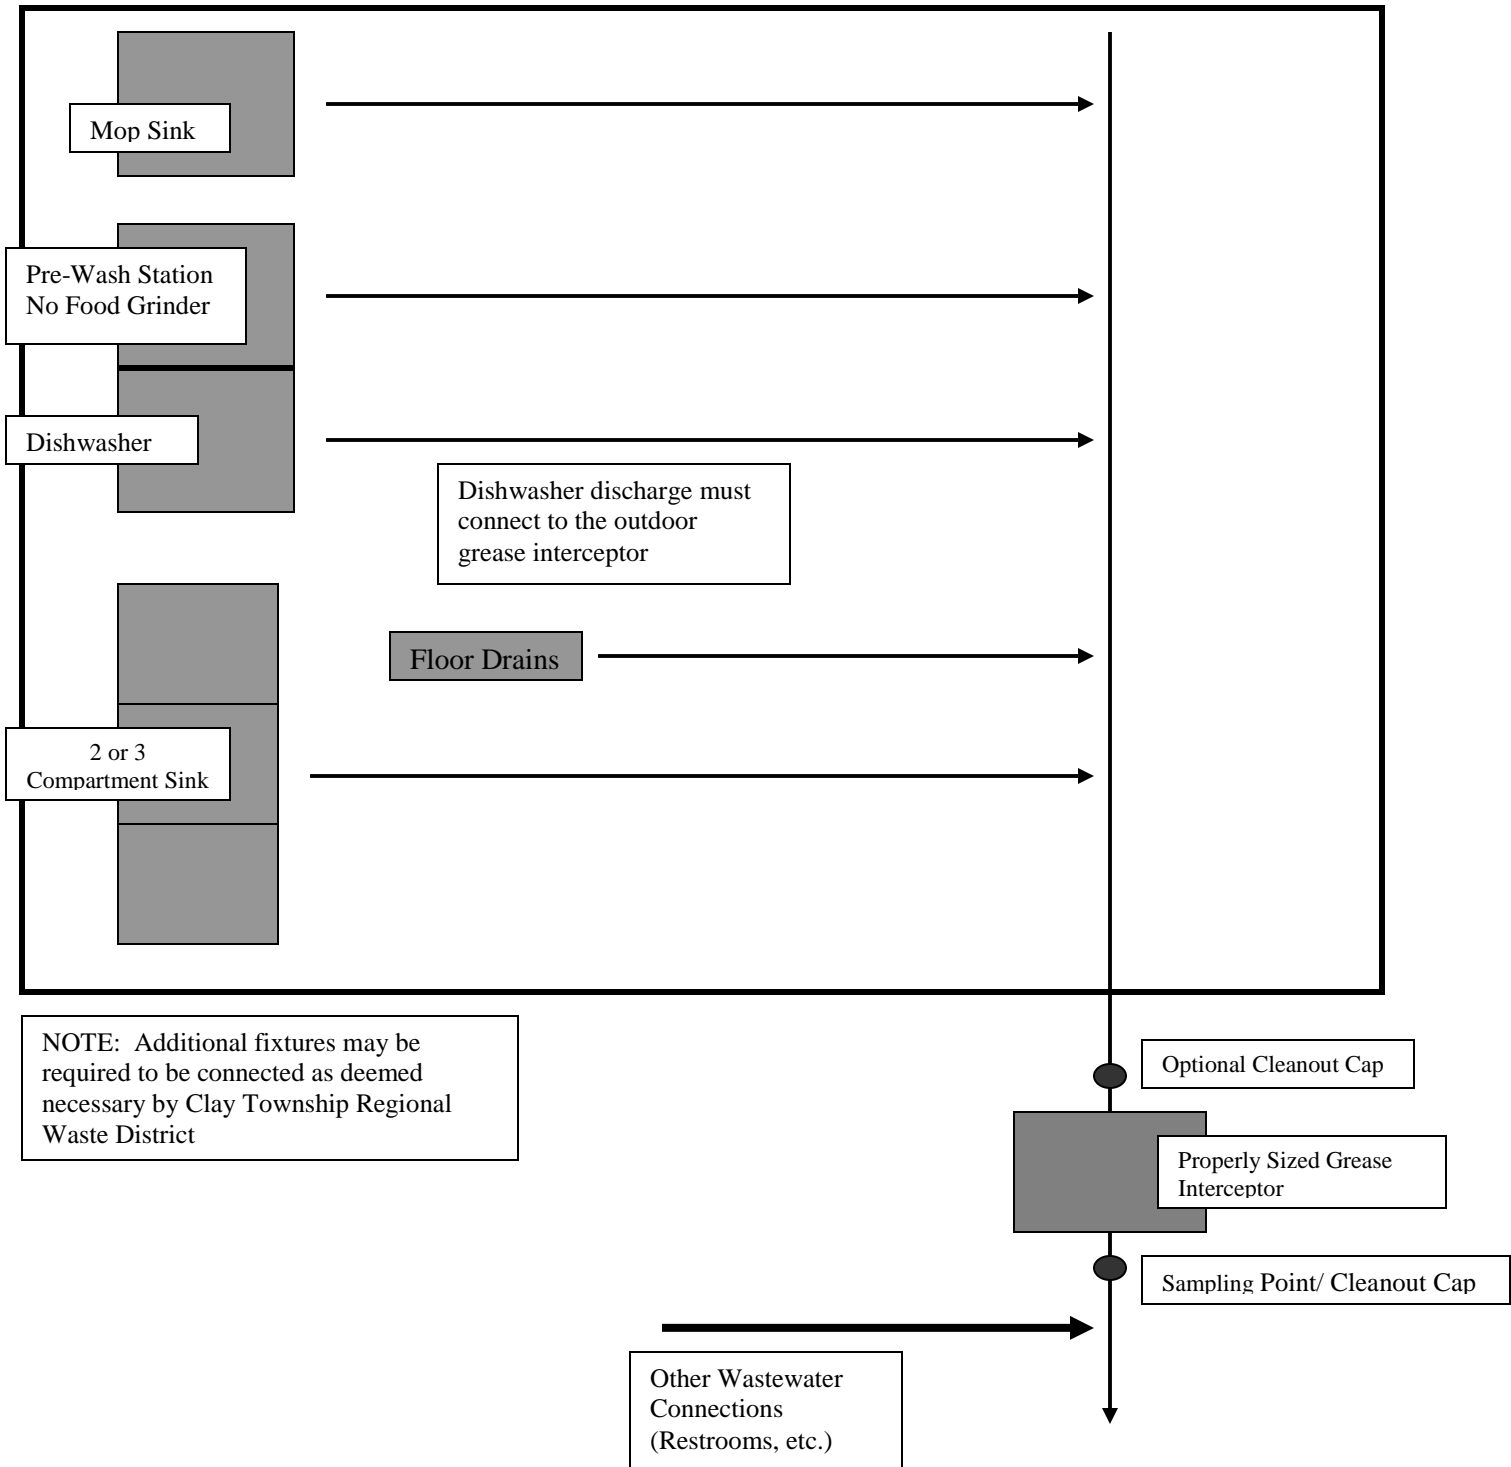 Mop Sink
Pre-Wash Station
No Food Grinder
Dishwasher
Dishwasher discharge must
connect to the outdoor
grease interceptor
Floor Drains
2 or 3
Compartment Sink
NOTE:  Additional fixtures may be
required to be connected as deemed
necessary by Clay Township Regional
Waste District
Optional Cleanout Cap
Properly Sized Grease
Interceptor
Sampling Point/ Cleanout Cap
Other Wastewater
Connections
(Restrooms, etc.)